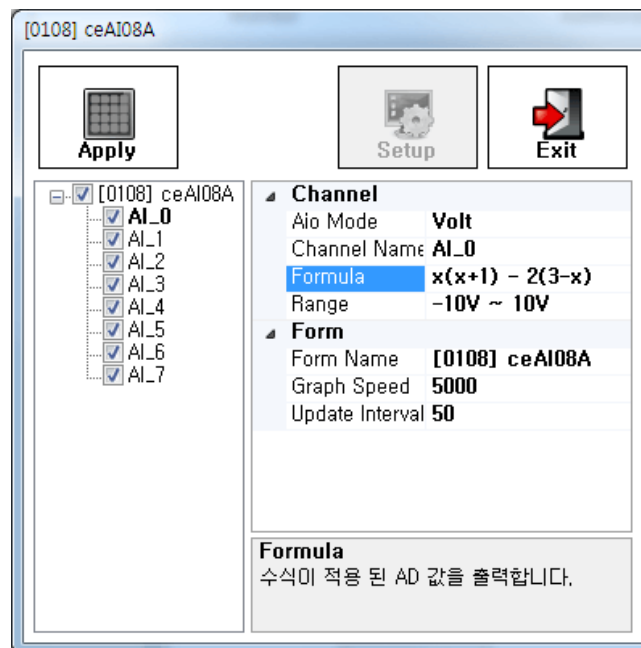 [0108] ceAI08A
Apply
Setup
Exit
[0108] ceAI08A
AI_0
AI_1
AI_2
AI_3
AI_4
AI_5
AI_6
AI_7
Channel
Aio Mode Volt
Channel Name AI_0
Formula x(x+1) - 2(3-x)
Range -10V ~ 10V
Form
Form Name [0108] ceAI08A
Graph Speed 5000
Update Interval 50
Formula
수식이 적용 된 AD 값을 출력합니다.